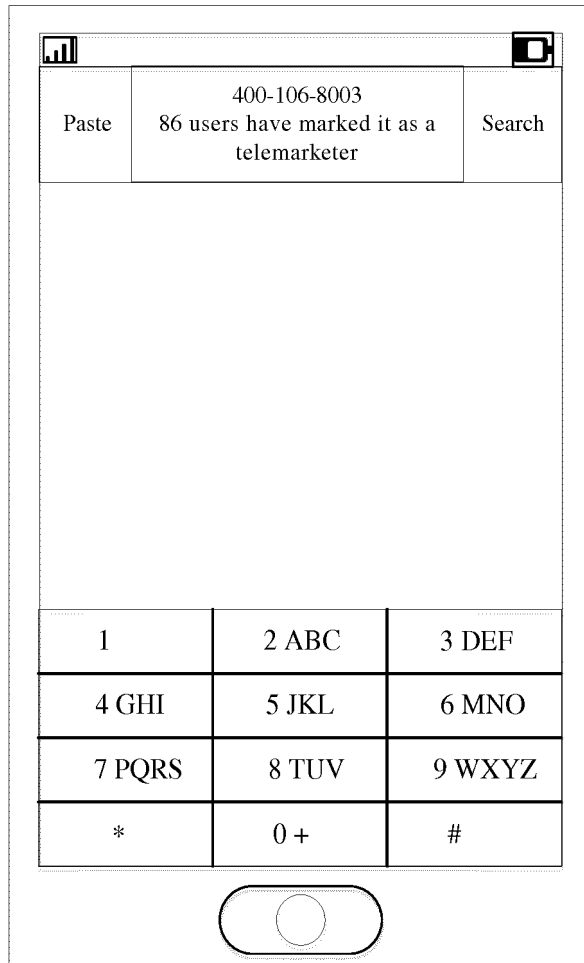 400-106-8003
Paste 86 users have marked it as a Search
telemarketer
1 2 ABC 3 DEF
4 GHI 5 JKL 6 MNO
7 PQRS 8 TUV 9 WXYZ
* 0 + #